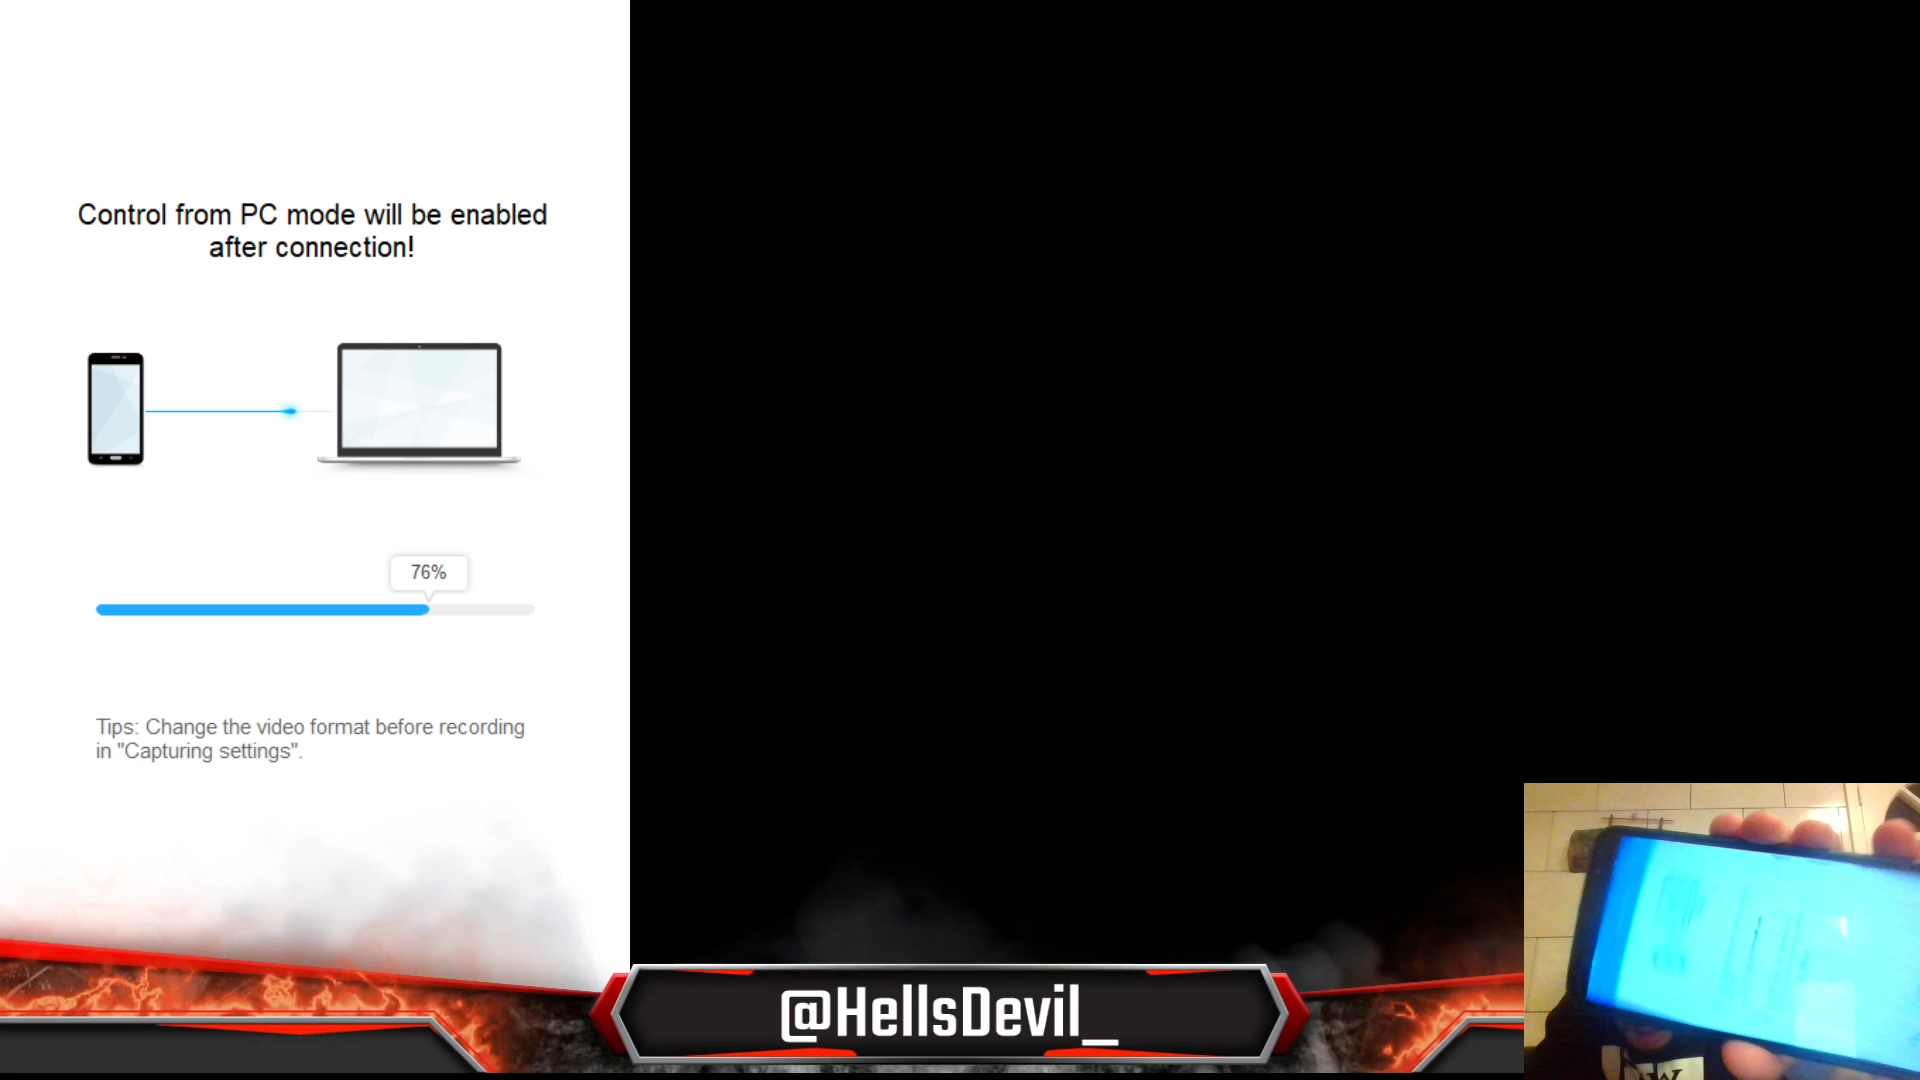 Control from PC mode will be enabled
after connection!
76%
Tips: Change the video format before recording
in "Capturing settings".
@HellsDevil_